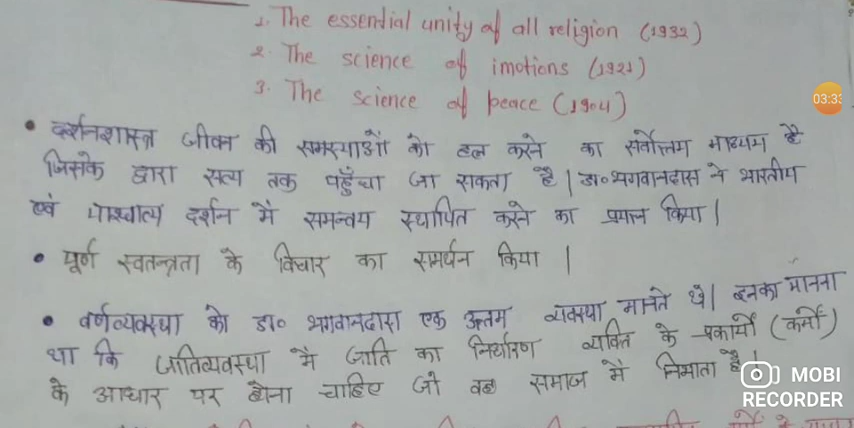 1. The essential unity of all religion (1932)
2. The science of imotions (1921)
3. The science of peace (1904)
03:33
• दर्शनशास्त्र जीवन की समस्याओं को हल करने का सर्वोत्तम माध्यम है
जिसके द्वारा सत्य तक पहुँचा जा सकता है। डा० भगवानदास ने भारतीय
एवं पाश्चात्य दर्शन में समन्वय स्थापित करने का प्रयत्न किया।
• पूर्ण स्वतन्त्रता के विचार का समर्थन किया।
• वर्णव्यवस्था को डा० भगवानदास एक उत्तम व्यवस्था मानते थे। इनका मानना
था कि जातिव्यवस्था में जाति का निर्धारण व्यक्ति के प्रकार्यो (कर्मों)
के आधार पर होना चाहिए जो वह समाज में निभाता है।
MOBI
RECORDER